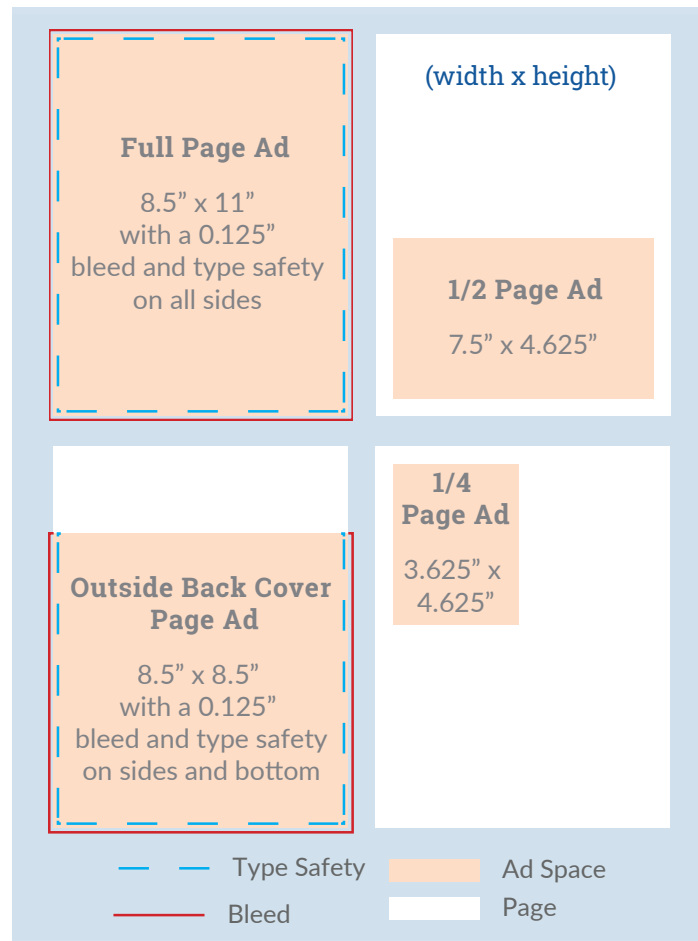 Full Page Ad
8.5” x 11”
with a 0.125”
bleed and type safety
on all sides
(width x height)
1/2 Page Ad
7.5” x 4.625”
Outside Back Cover
Page Ad
8.5” x 8.5”
with a 0.125”
bleed and type safety
on sides and bottom
1/4
Page Ad
3.625” x
4.625”
Type Safety
Ad Space
Bleed
Page